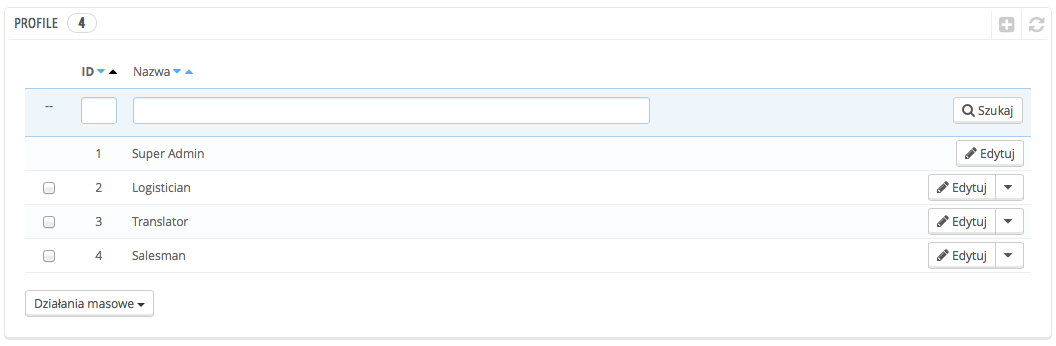 PROFILE 4
ID Nazwa
-- Szukaj
1 Super Admin Edytuj
2 Logistician Edytuj
3 Translator Edytuj
4 Salesman Edytuj
Działania masowe